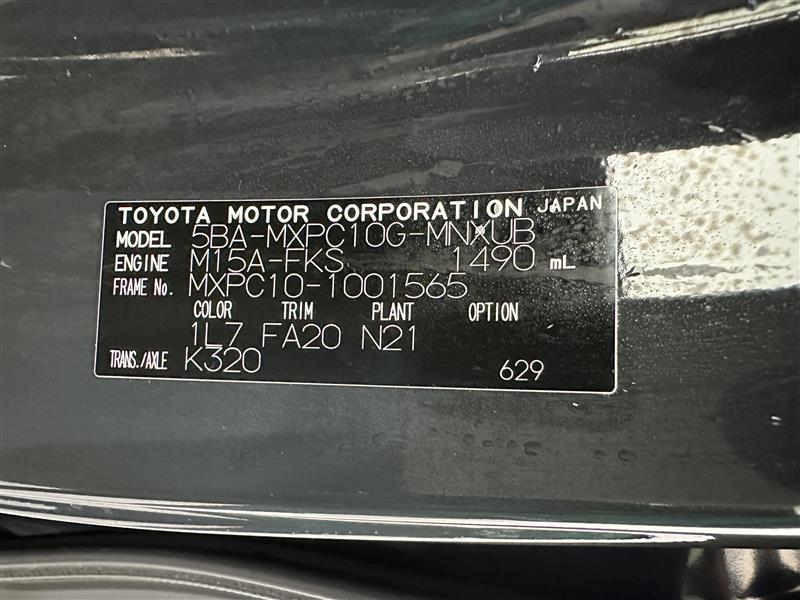 TOYOTA MOTOR CORPORATION JAPAN
MODEL 5BA-MXPC10G-MNXUB
ENGINE M15A-FKS 1490 mL
FRAME No. MXPC10-1001565
COLOR TRIM PLANT OPTION
1L7 FA20 N21
TRANS./AXLE K320 629